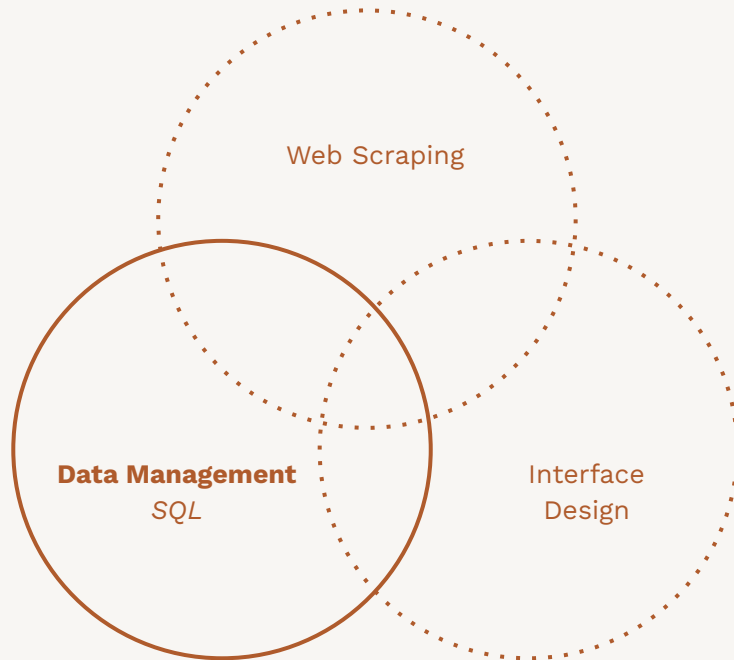 Web Scraping
Data Management
SQL
Interface
Design